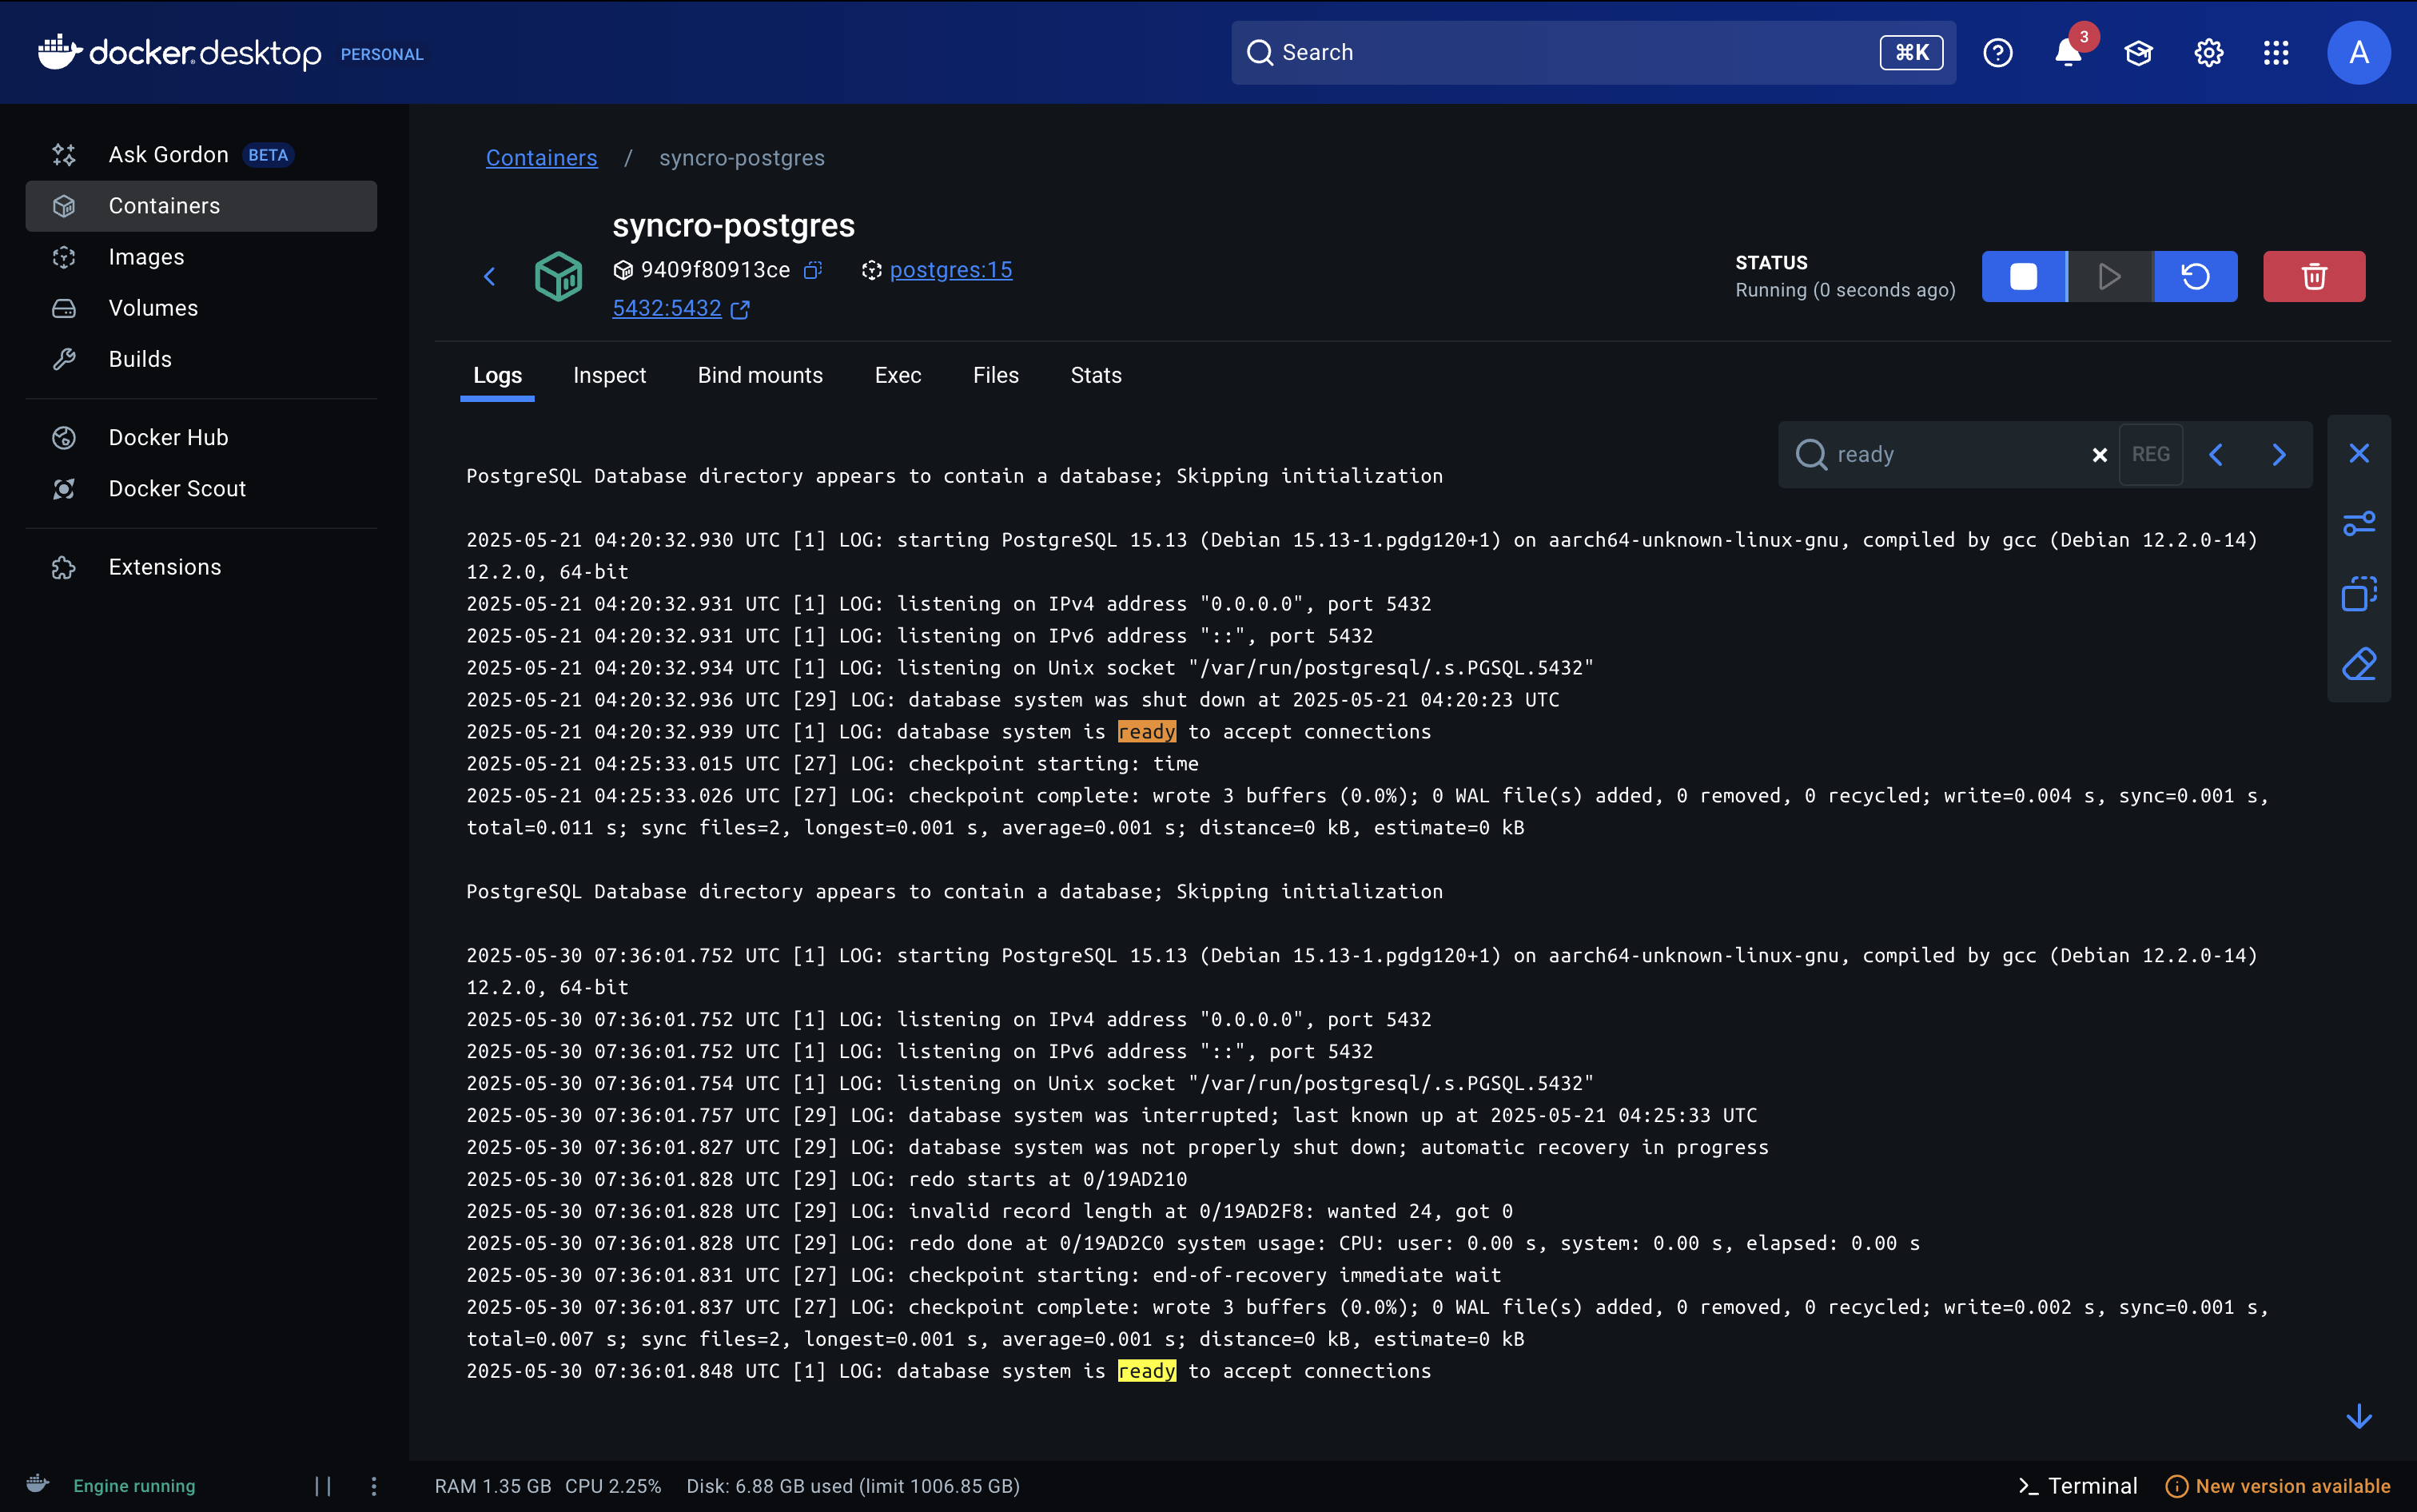 docker.desktop PERSONAL
Search ⌘K
3
A
Ask Gordon BETA
Containers
Images
Volumes
Builds
Docker Hub
Docker Scout
Extensions
Containers / syncro-postgres
syncro-postgres
9409f80913ce postgres:15
5432:5432
STATUS
Running (0 seconds ago)
Logs Inspect Bind mounts Exec Files Stats
ready REG
PostgreSQL Database directory appears to contain a database; Skipping initialization
2025-05-21 04:20:32.930 UTC [1] LOG: starting PostgreSQL 15.13 (Debian 15.13-1.pgdg120+1) on aarch64-unknown-linux-gnu, compiled by gcc (Debian 12.2.0-14)
12.2.0, 64-bit
2025-05-21 04:20:32.931 UTC [1] LOG: listening on IPv4 address "0.0.0.0", port 5432
2025-05-21 04:20:32.931 UTC [1] LOG: listening on IPv6 address "::", port 5432
2025-05-21 04:20:32.934 UTC [1] LOG: listening on Unix socket "/var/run/postgresql/.s.PGSQL.5432"
2025-05-21 04:20:32.936 UTC [29] LOG: database system was shut down at 2025-05-21 04:20:23 UTC
2025-05-21 04:20:32.939 UTC [1] LOG: database system is ready to accept connections
2025-05-21 04:25:33.015 UTC [27] LOG: checkpoint starting: time
2025-05-21 04:25:33.026 UTC [27] LOG: checkpoint complete: wrote 3 buffers (0.0%); 0 WAL file(s) added, 0 removed, 0 recycled; write=0.004 s, sync=0.001 s,
total=0.011 s; sync files=2, longest=0.001 s, average=0.001 s; distance=0 kB, estimate=0 kB
PostgreSQL Database directory appears to contain a database; Skipping initialization
2025-05-30 07:36:01.752 UTC [1] LOG: starting PostgreSQL 15.13 (Debian 15.13-1.pgdg120+1) on aarch64-unknown-linux-gnu, compiled by gcc (Debian 12.2.0-14)
12.2.0, 64-bit
2025-05-30 07:36:01.752 UTC [1] LOG: listening on IPv4 address "0.0.0.0", port 5432
2025-05-30 07:36:01.752 UTC [1] LOG: listening on IPv6 address "::", port 5432
2025-05-30 07:36:01.754 UTC [1] LOG: listening on Unix socket "/var/run/postgresql/.s.PGSQL.5432"
2025-05-30 07:36:01.757 UTC [29] LOG: database system was interrupted; last known up at 2025-05-21 04:25:33 UTC
2025-05-30 07:36:01.827 UTC [29] LOG: database system was not properly shut down; automatic recovery in progress
2025-05-30 07:36:01.828 UTC [29] LOG: redo starts at 0/19AD210
2025-05-30 07:36:01.828 UTC [29] LOG: invalid record length at 0/19AD2F8: wanted 24, got 0
2025-05-30 07:36:01.828 UTC [29] LOG: redo done at 0/19AD2C0 system usage: CPU: user: 0.00 s, system: 0.00 s, elapsed: 0.00 s
2025-05-30 07:36:01.831 UTC [27] LOG: checkpoint starting: end-of-recovery immediate wait
2025-05-30 07:36:01.837 UTC [27] LOG: checkpoint complete: wrote 3 buffers (0.0%); 0 WAL file(s) added, 0 removed, 0 recycled; write=0.002 s, sync=0.001 s,
total=0.007 s; sync files=2, longest=0.001 s, average=0.001 s; distance=0 kB, estimate=0 kB
2025-05-30 07:36:01.848 UTC [1] LOG: database system is ready to accept connections
Engine running
RAM 1.35 GB CPU 2.25% Disk: 6.88 GB used (limit 1006.85 GB)
Terminal
New version available